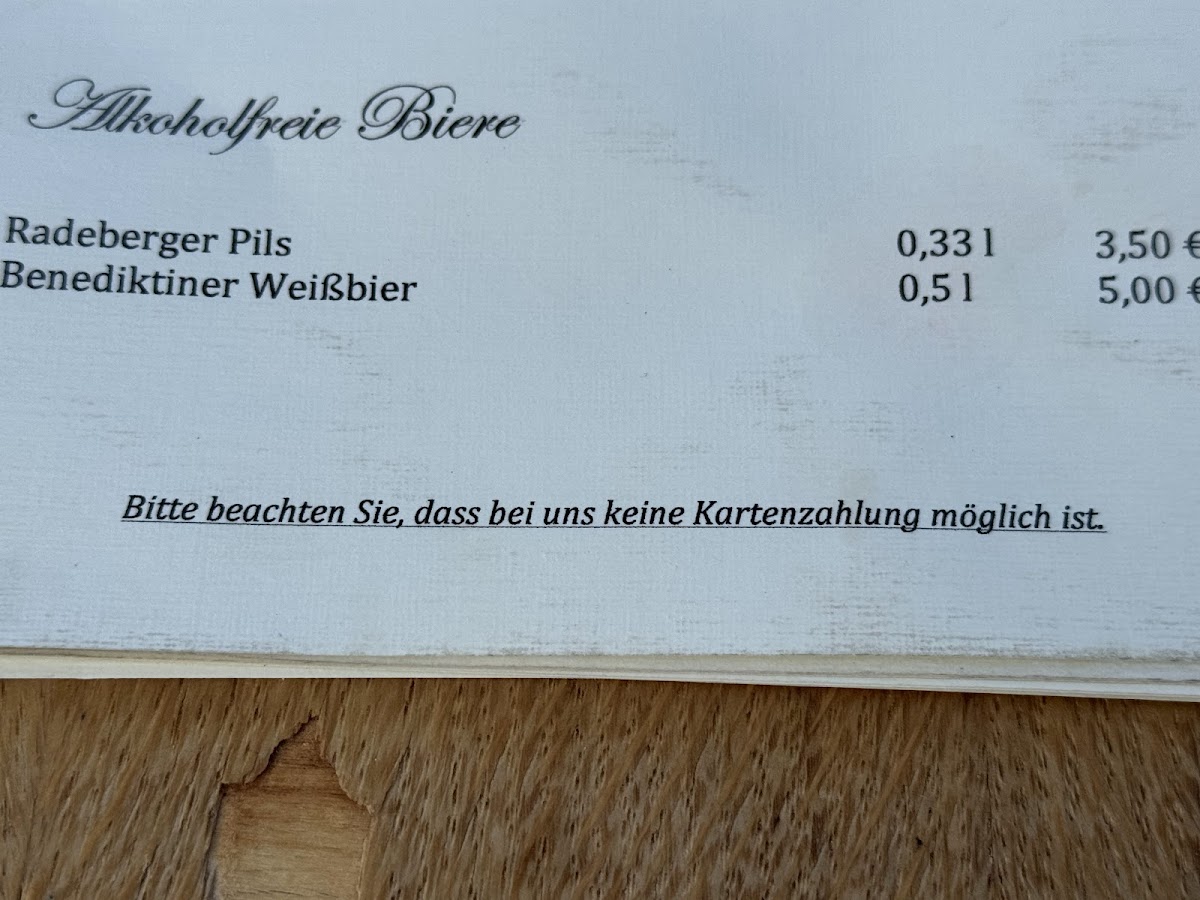 Alkoholfreie Biere
Radeberger Pils 0,33 l 3,50 €
Benediktiner Weißbier 0,5 l 5,00 €
Bitte beachten Sie, dass bei uns keine Kartenzahlung möglich ist.